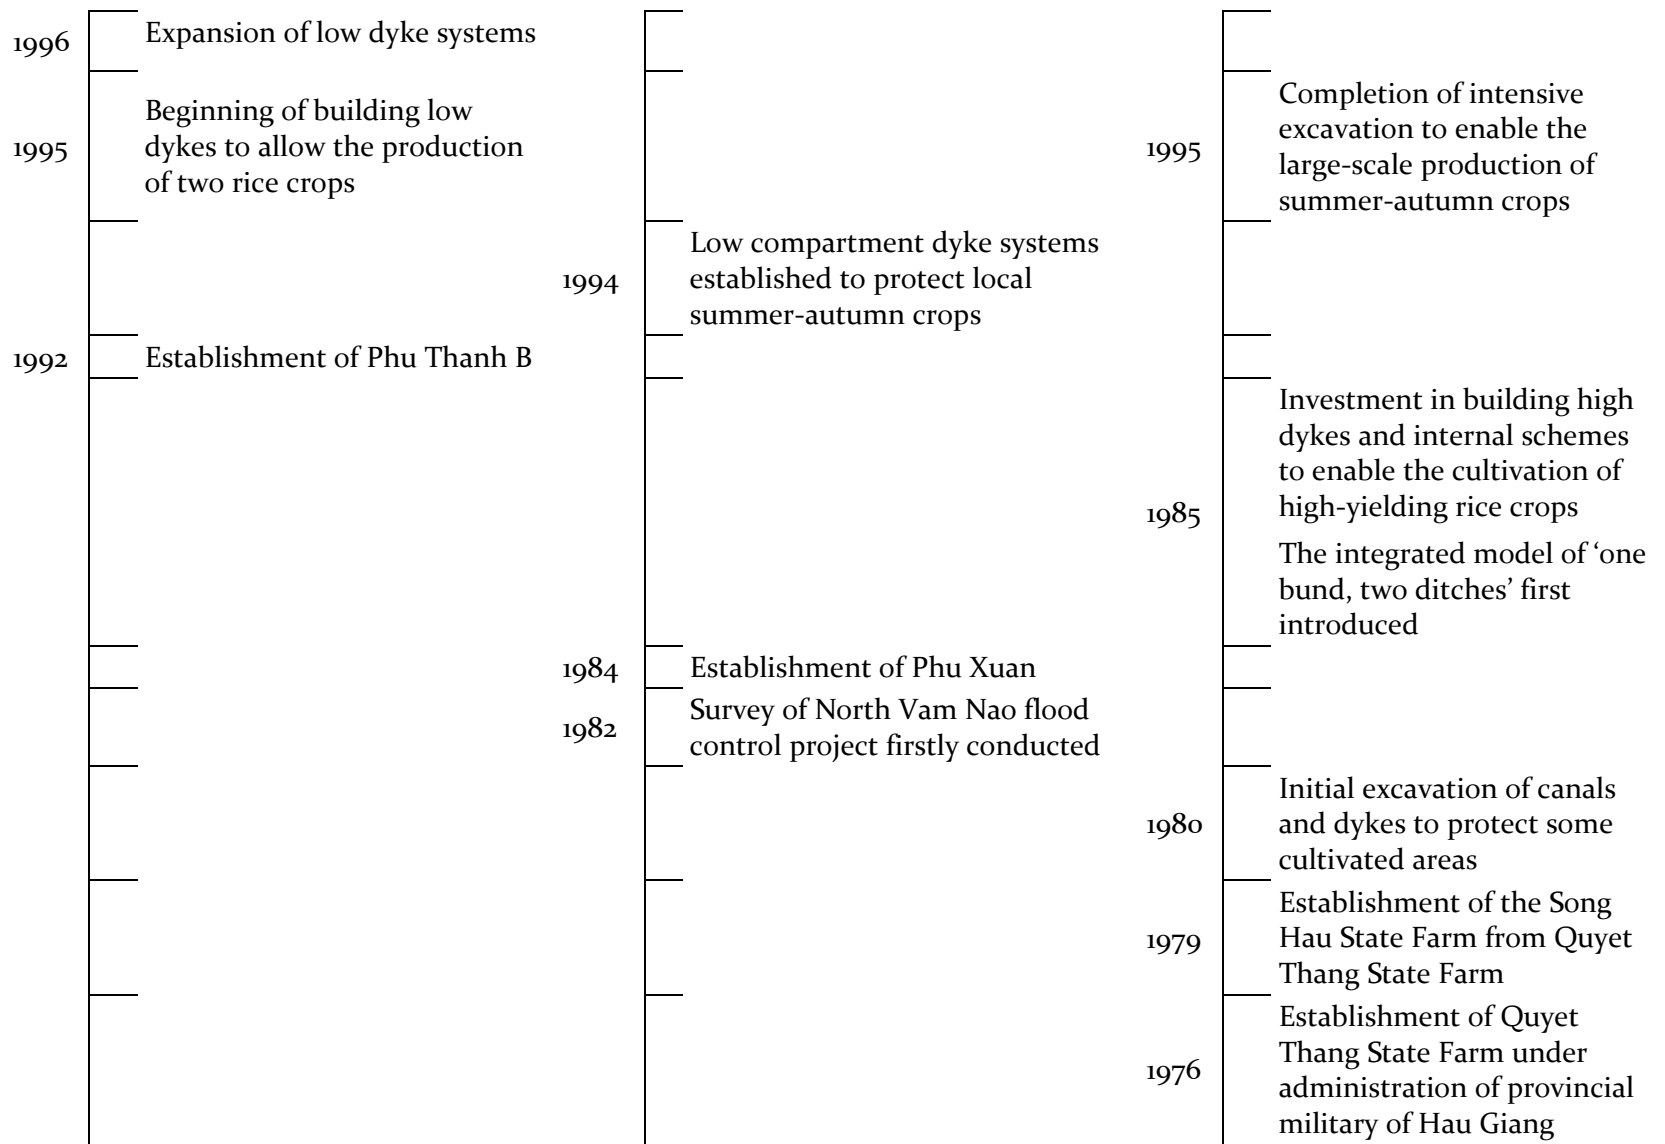 1996
Expansion of low dyke systems
1995
Beginning of building low
dykes to allow the production
of two rice crops
1992
Establishment of Phu Thanh B
1994
Low compartment dyke systems
established to protect local
summer-autumn crops
1984
Establishment of Phu Xuan
1982
Survey of North Vam Nao flood
control project firstly conducted
1995
Completion of intensive
excavation to enable the
large-scale production of
summer-autumn crops
1985
Investment in building high
dykes and internal schemes
to enable the cultivation of
high-yielding rice crops
The integrated model of ‘one
bund, two ditches’ first
introduced
1980
Initial excavation of canals
and dykes to protect some
cultivated areas
1979
Establishment of the Song
Hau State Farm from Quyet
Thang State Farm
1976
Establishment of Quyet
Thang State Farm under
administration of provincial
military of Hau Giang